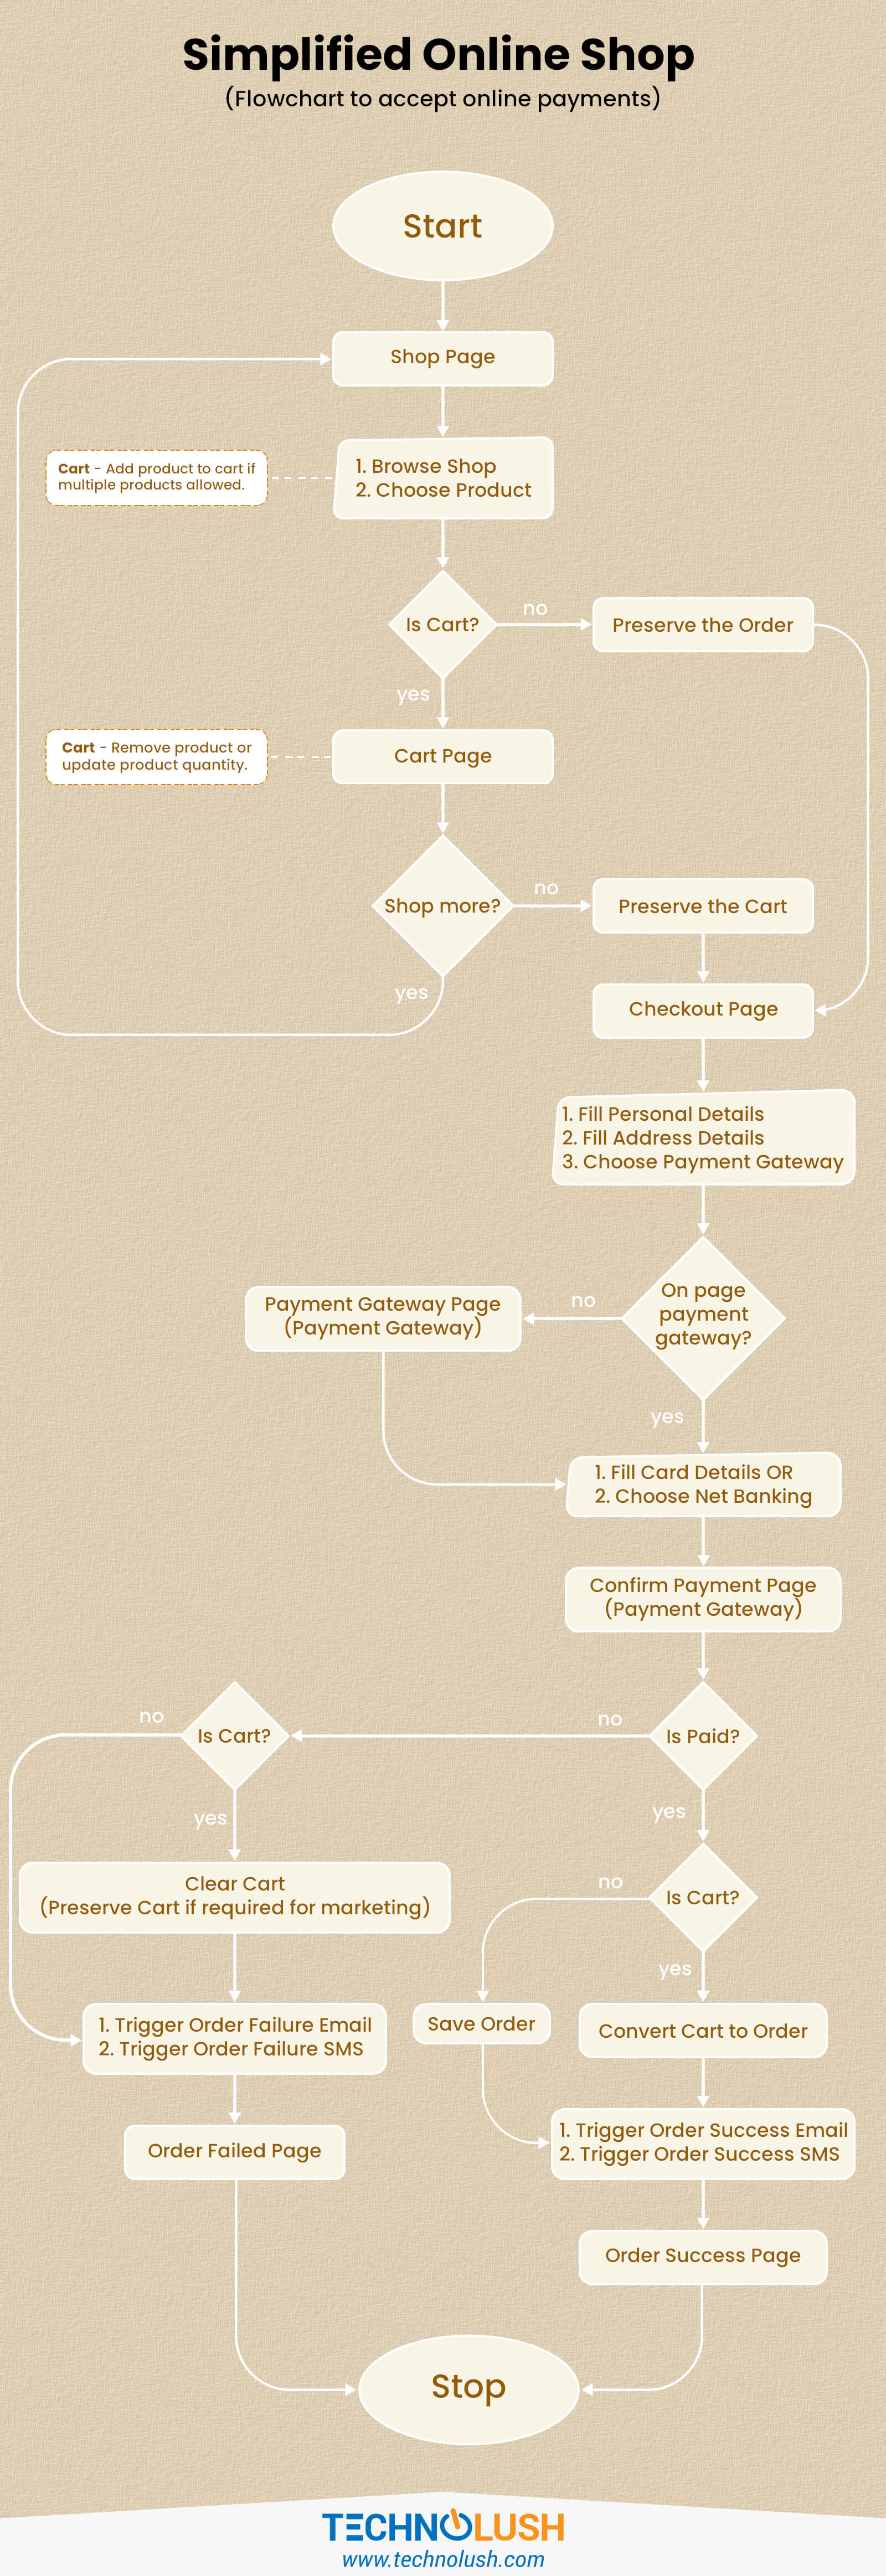 Simplified Online Shop
(Flowchart to accept online payments)
Start
Shop Page
Cart - Add product to cart if
multiple products allowed.
1. Browse Shop
2. Choose Product
Is Cart?
no
Preserve the Order
yes
Cart - Remove product or
update product quantity.
Cart Page
Shop more?
no
Preserve the Cart
yes
Checkout Page
1. Fill Personal Details
2. Fill Address Details
3. Choose Payment Gateway
On page
payment
gateway?
no
Payment Gateway Page
(Payment Gateway)
yes
1. Fill Card Details OR
2. Choose Net Banking
Confirm Payment Page
(Payment Gateway)
Is Paid?
no
Is Cart?
no
yes
yes
Clear Cart
(Preserve Cart if required for marketing)
Is Cart?
no
yes
1. Trigger Order Failure Email
2. Trigger Order Failure SMS
Save Order
Convert Cart to Order
Order Failed Page
1. Trigger Order Success Email
2. Trigger Order Success SMS
Order Success Page
Stop
TECHNOLUSH
www.technolush.com